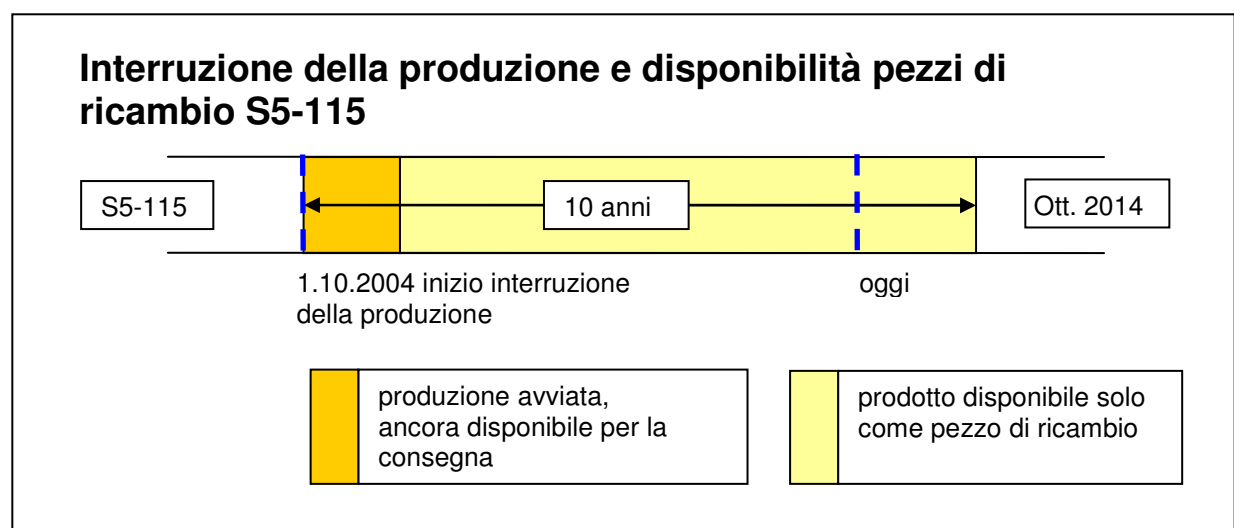 Interruzione della produzione e disponibilità pezzi di
ricambio S5-115
S5-115
10 anni
Ott. 2014
1.10.2004 inizio interruzione
della produzione
oggi
produzione avviata,
ancora disponibile per la
consegna
prodotto disponibile solo
come pezzo di ricambio